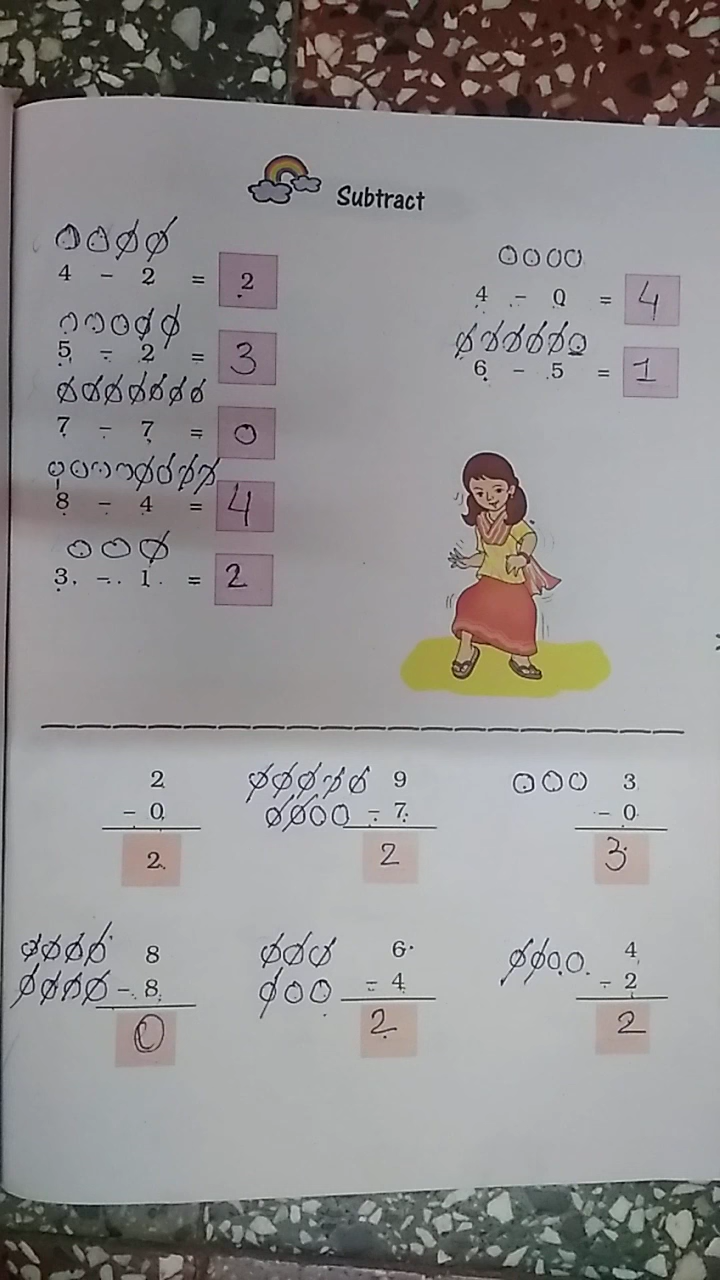 Subtract
4 - 2 = 2
5 - 2 = 3
7 - 7 = 0
8 - 4 = 4
3 - 1 = 2
4 - 0 = 4
6 - 5 = 1
2 9 3
- 0 - 7 - 0
2 2 3
8 6 4
- 8 - 4 - 2
0 2 2